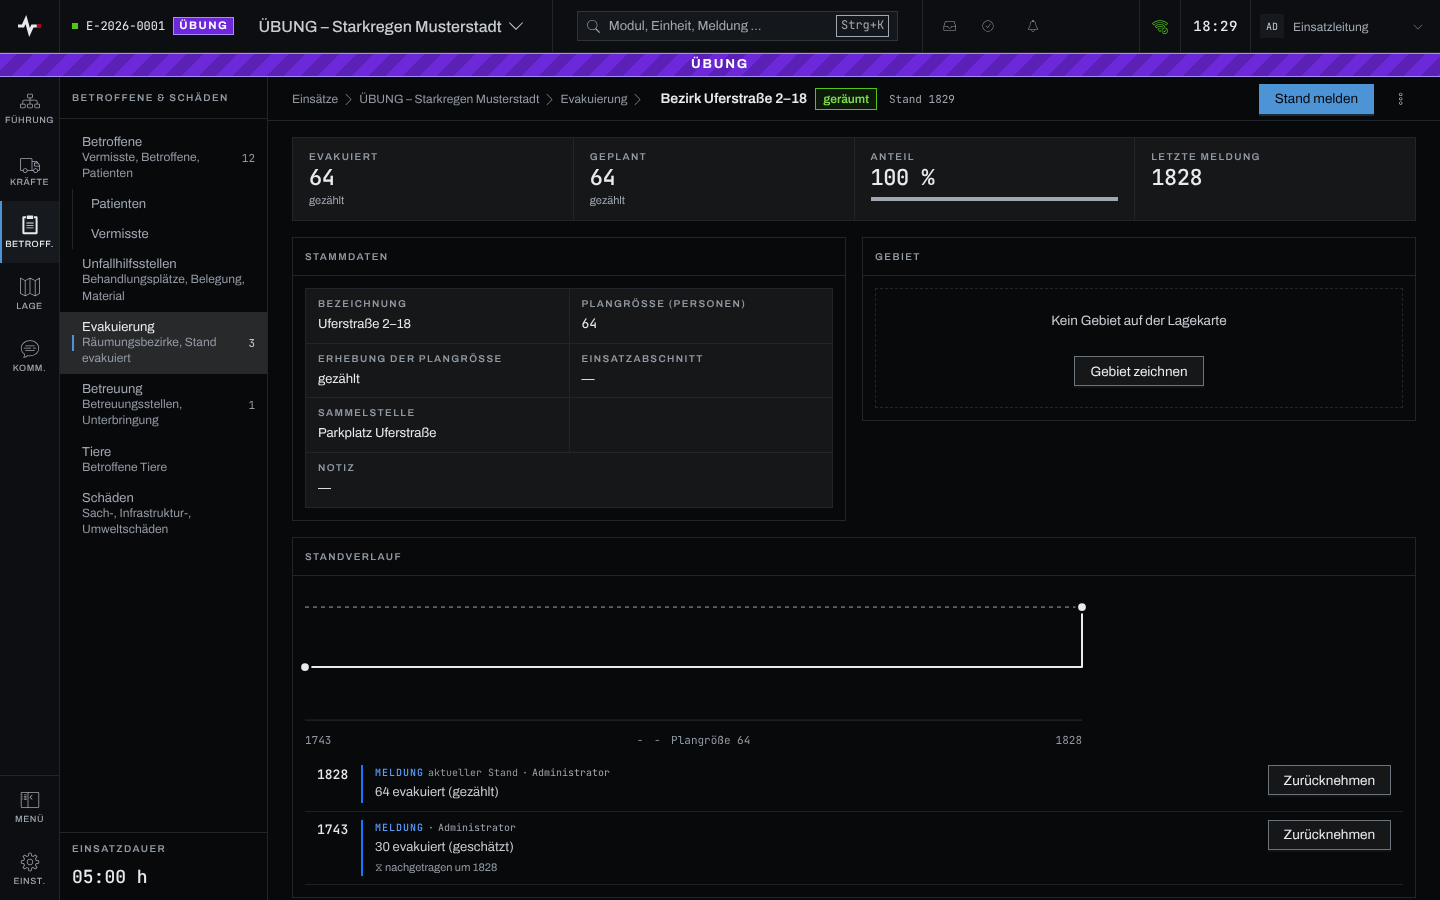 E-2026-0001 ÜBUNG ÜBUNG – Starkregen Musterstadt Modul, Einheit, Meldung ... Strg+K 18:29 AD Einsatzleitung
ÜBUNG
FÜHRUNG
KRÄFTE
BETROFF.
LAGE
KOMM.
MENÜ
EINST.
BETROFFENE & SCHÄDEN
Betroffene
Vermisste, Betroffene, 12
Patienten
Patienten
Vermisste
Unfallhilfsstellen
Behandlungsplätze, Belegung,
Material
Evakuierung
Räumungsbezirke, Stand 3
evakuiert
Betreuung
Betreuungsstellen, 1
Unterbringung
Tiere
Betroffene Tiere
Schäden
Sach-, Infrastruktur-,
Umweltschäden
EINSATZDAUER
05:00 h
Einsätze ÜBUNG – Starkregen Musterstadt Evakuierung Bezirk Uferstraße 2–18 geräumt Stand 1829 Stand melden
EVAKUIERT
64
gezählt
GEPLANT
64
gezählt
ANTEIL
100 %
LETZTE MELDUNG
1828
STAMMDATEN
BEZEICHNUNG
Uferstraße 2–18
PLANGRÖSSE (PERSONEN)
64
ERHEBUNG DER PLANGRÖSSE
gezählt
EINSATZABSCHNITT
—
SAMMELSTELLE
Parkplatz Uferstraße
NOTIZ
—
GEBIET
Kein Gebiet auf der Lagekarte
Gebiet zeichnen
STANDVERLAUF
1743 - - Plangröße 64 1828
1828 MELDUNG aktueller Stand · Administrator
64 evakuiert (gezählt)
Zurücknehmen
1743 MELDUNG · Administrator
30 evakuiert (geschätzt)
⧖ nachgetragen um 1828
Zurücknehmen